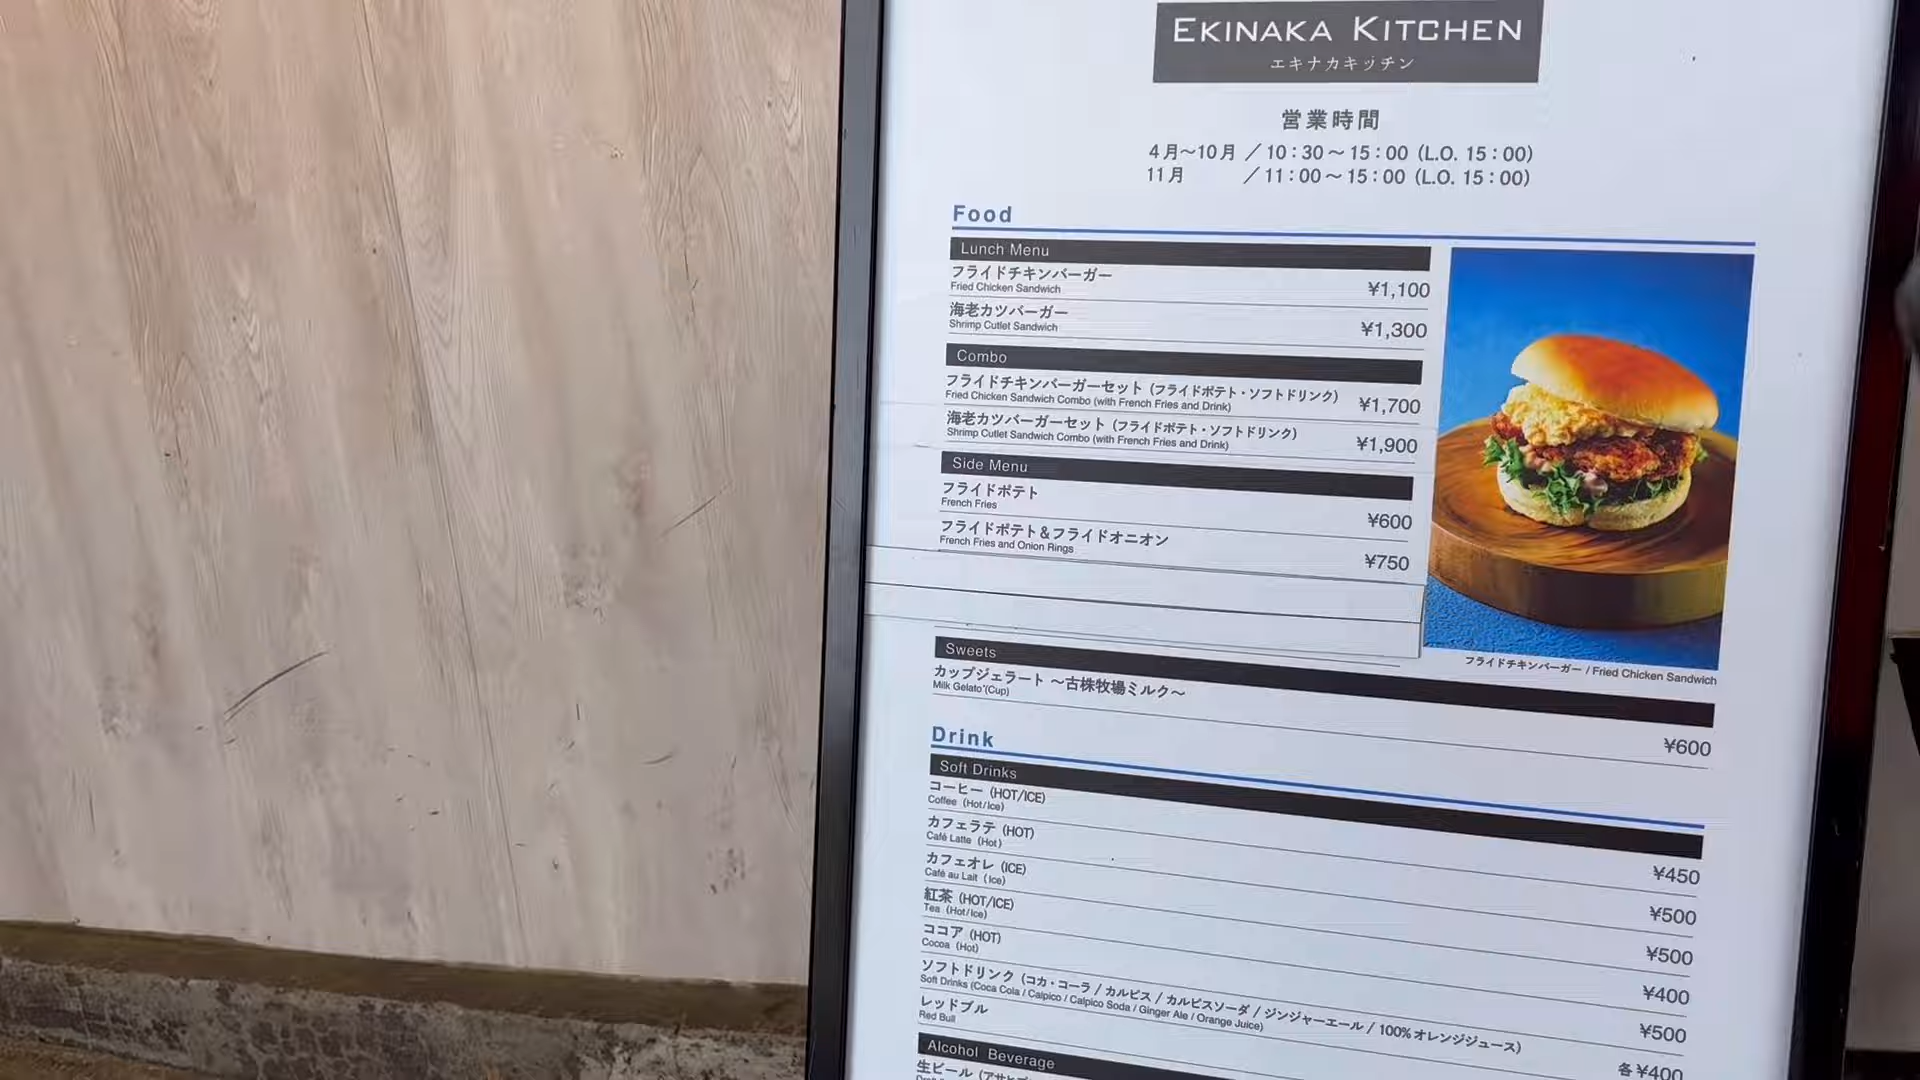 EKINAKA KITCHEN
エキナカキッチン
営業時間
4月～10月 ／ 10：30～15：00 (L.O. 15：00)
11月 ／ 11：00～15：00 (L.O. 15：00)
Food
Lunch Menu
フライドチキンバーガー
Fried Chicken Sandwich
¥1,100
海老カツバーガー
Shrimp Cutlet Sandwich
¥1,300
Combo
フライドチキンバーガーセット (フライドポテト・ソフトドリンク)
Fried Chicken Sandwich Combo (with French Fries and Drink)
¥1,700
海老カツバーガーセット (フライドポテト・ソフトドリンク)
Shrimp Cutlet Sandwich Combo (with French Fries and Drink)
¥1,900
Side Menu
フライドポテト
French Fries
¥600
フライドポテト＆フライドオニオン
French Fries and Onion Rings
¥750
フライドチキンバーガー / Fried Chicken Sandwich
Sweets
カップジェラート ～古株牧場ミルク～
Milk Gelato (Cup)
¥600
Drink
Soft Drinks
コーヒー (HOT/ICE)
Coffee (Hot/Ice)
¥450
カフェラテ (HOT)
Café Latte (Hot)
¥500
カフェオレ (ICE)
Café au Lait (Ice)
¥500
紅茶 (HOT/ICE)
Tea (Hot/Ice)
¥400
ココア (HOT)
Cocoa (Hot)
¥500
ソフトドリンク (コカ・コーラ / カルピス / カルピスソーダ / ジンジャーエール / 100%オレンジジュース)
Soft Drinks (Coca Cola / Calpico / Calpico Soda / Ginger Ale / Orange Juice)
各¥400
レッドブル
Red Bull
Alcohol Beverage
生ビール (アサヒ